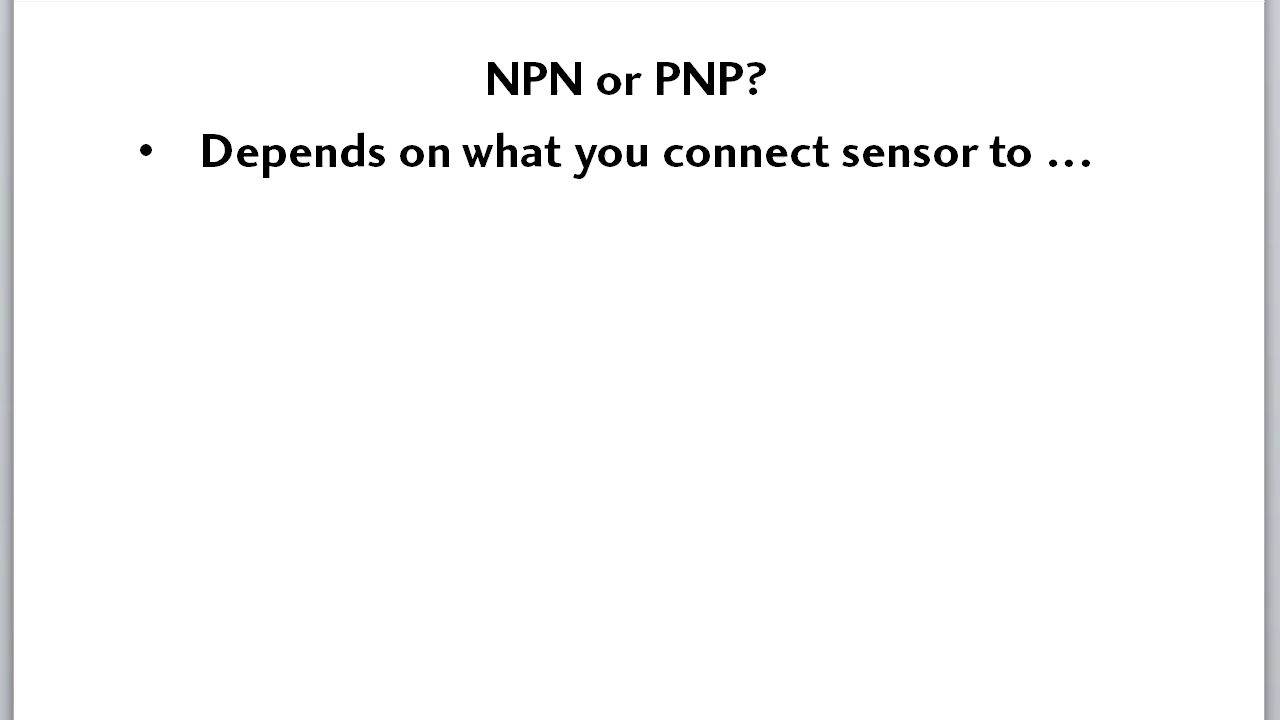 NPN or PNP?
• Depends on what you connect sensor to ...